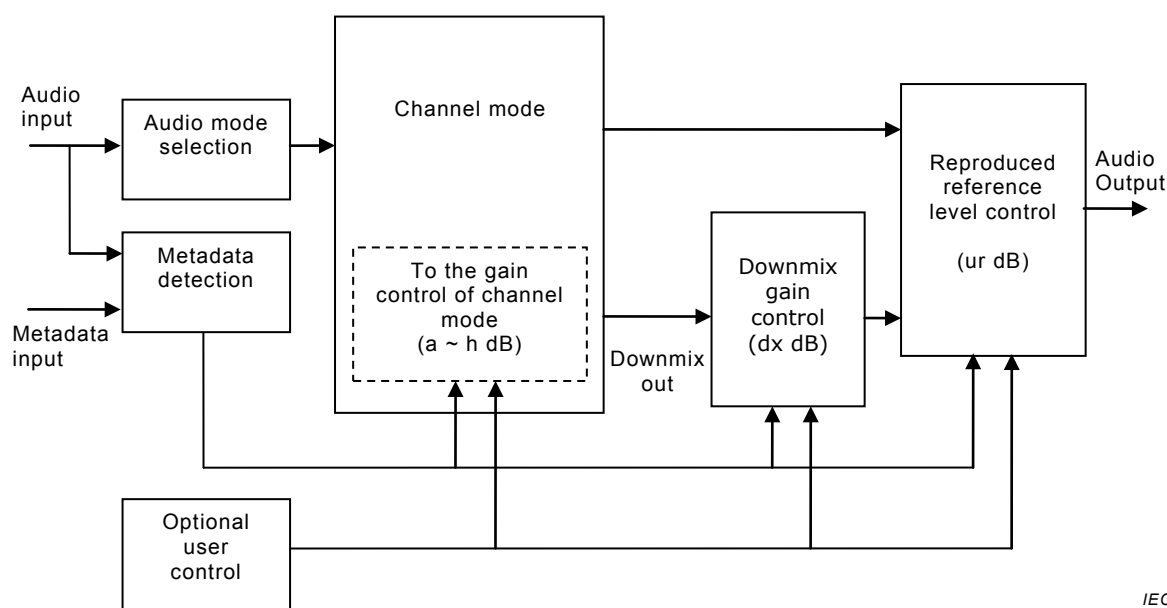 Audio
input
Audio mode
selection
Channel mode
Reproduced
reference
level control
(ur dB)
Audio
Output
Metadata
detection
Metadata
input
To the gain
control of channel
mode
(a ~ h dB)
Downmix
out
Downmix
gain
control
(dx dB)
Optional
user
control
IEC